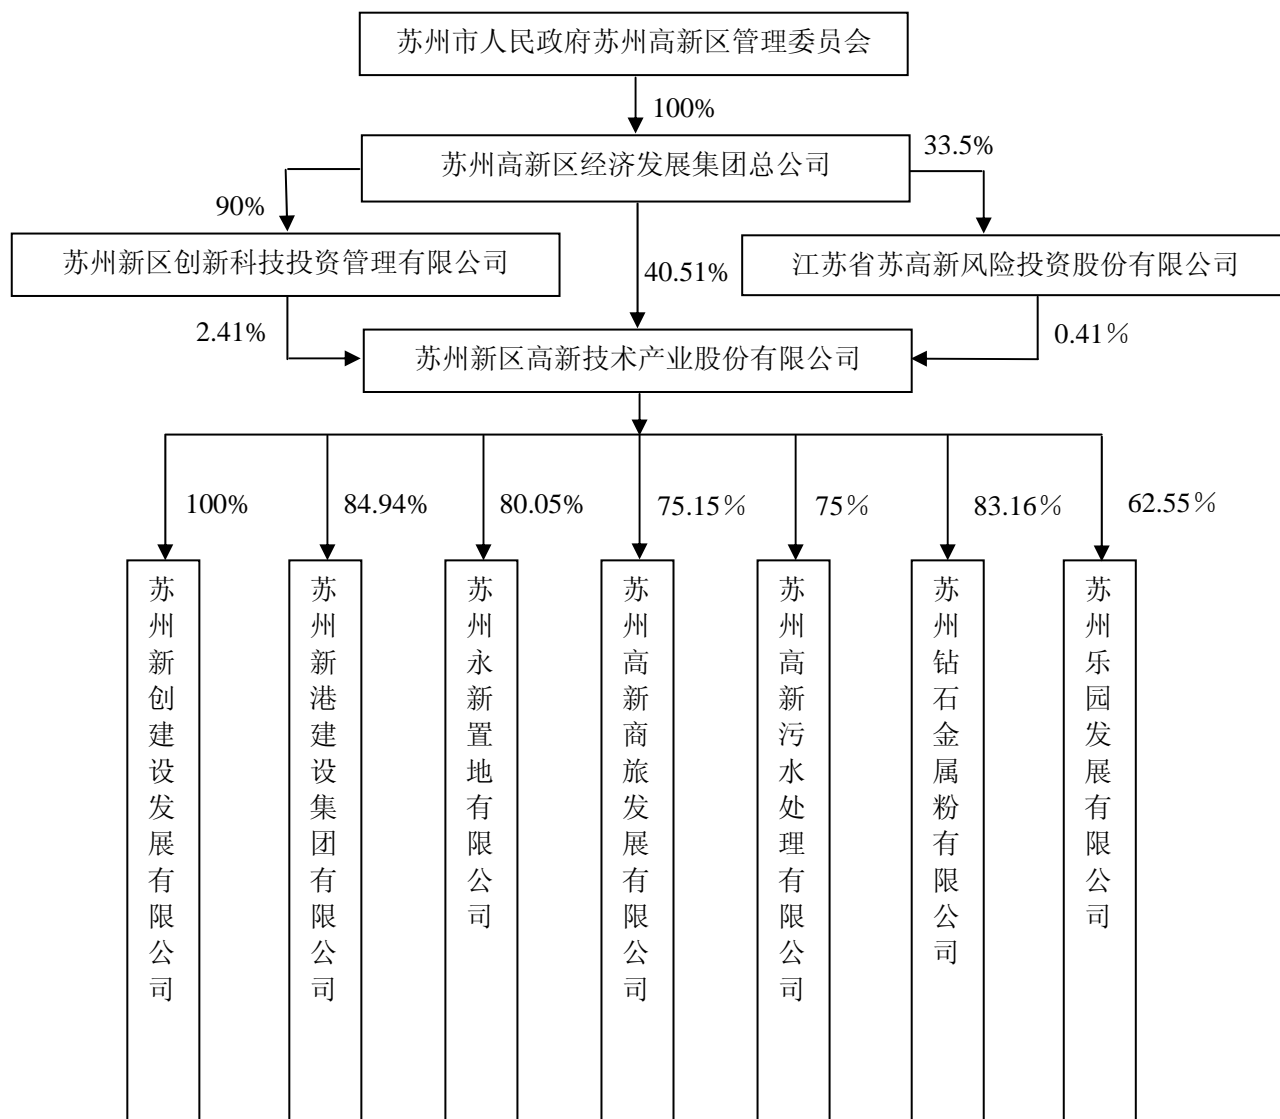 苏州市人民政府苏州高新区管理委员会
100%
苏州高新区经济发展集团总公司
33.5%
90%
苏州新区创新科技投资管理有限公司
40.51%
江苏省苏高新风险投资股份有限公司
2.41%
苏州新区高新技术产业股份有限公司
0.41％
100%
84.94%
80.05%
75.15％
75％
83.16％
62.55％
苏州新创建设发展有限公司
苏州新港建设集团有限公司
苏州永新置地有限公司
苏州高新商旅发展有限公司
苏州高新污水处理有限公司
苏州钻石金属粉有限公司
苏州乐园发展有限公司